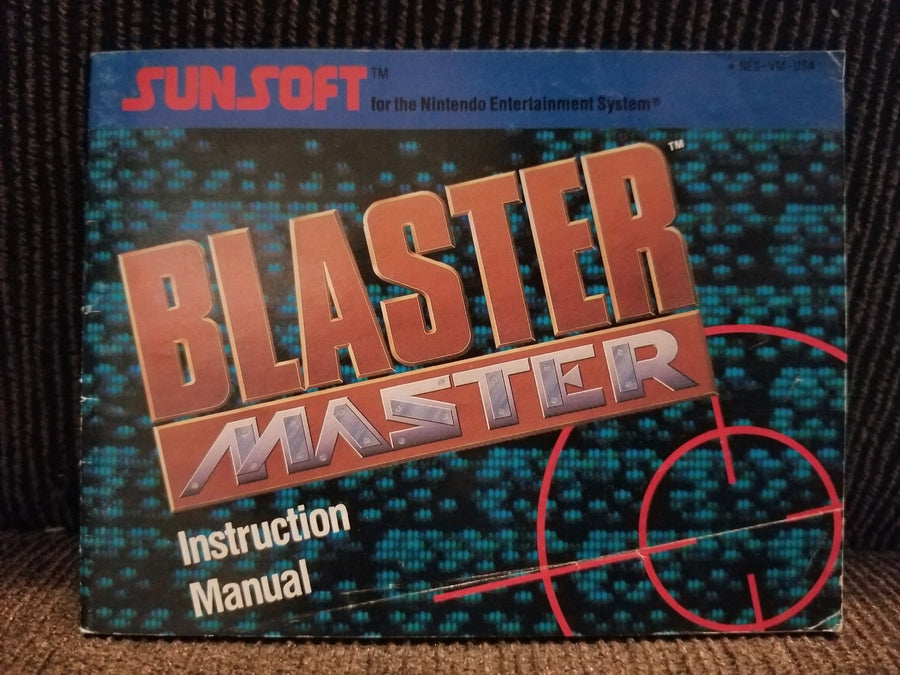 SUNSOFT™
for the Nintendo Entertainment System®
• NES-VM-USA
BLASTER™
MASTER
Instruction
Manual